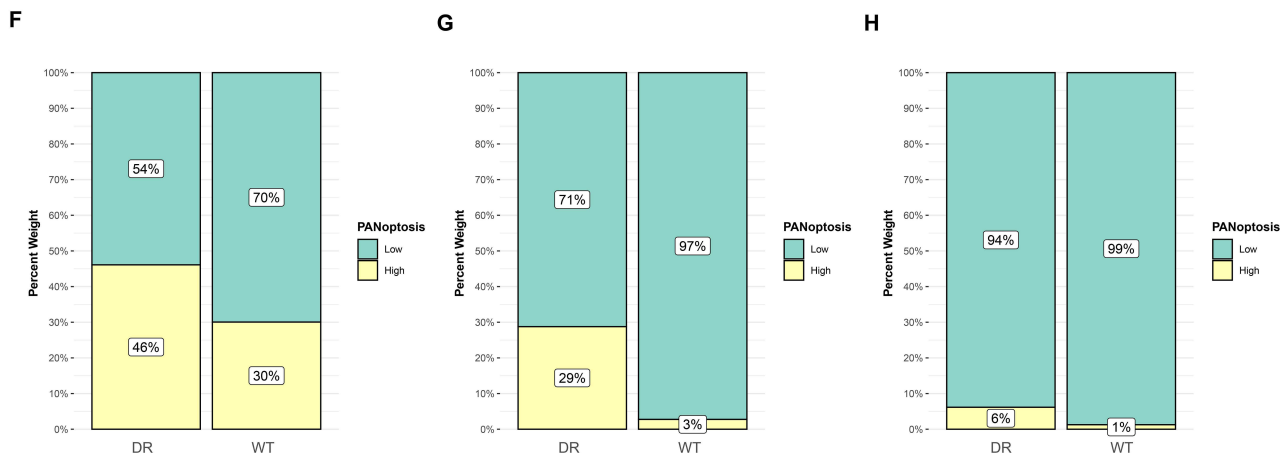 F
100%
90%
80%
70%
60%
50%
40%
30%
20%
10%
0%
Percent Weight
54%
46%
70%
30%
DR
WT
PANoptosis
Low
High
G
100%
90%
80%
70%
60%
50%
40%
30%
20%
10%
0%
Percent Weight
71%
29%
97%
3%
DR
WT
PANoptosis
Low
High
H
100%
90%
80%
70%
60%
50%
40%
30%
20%
10%
0%
Percent Weight
94%
6%
99%
1%
DR
WT
PANoptosis
Low
High